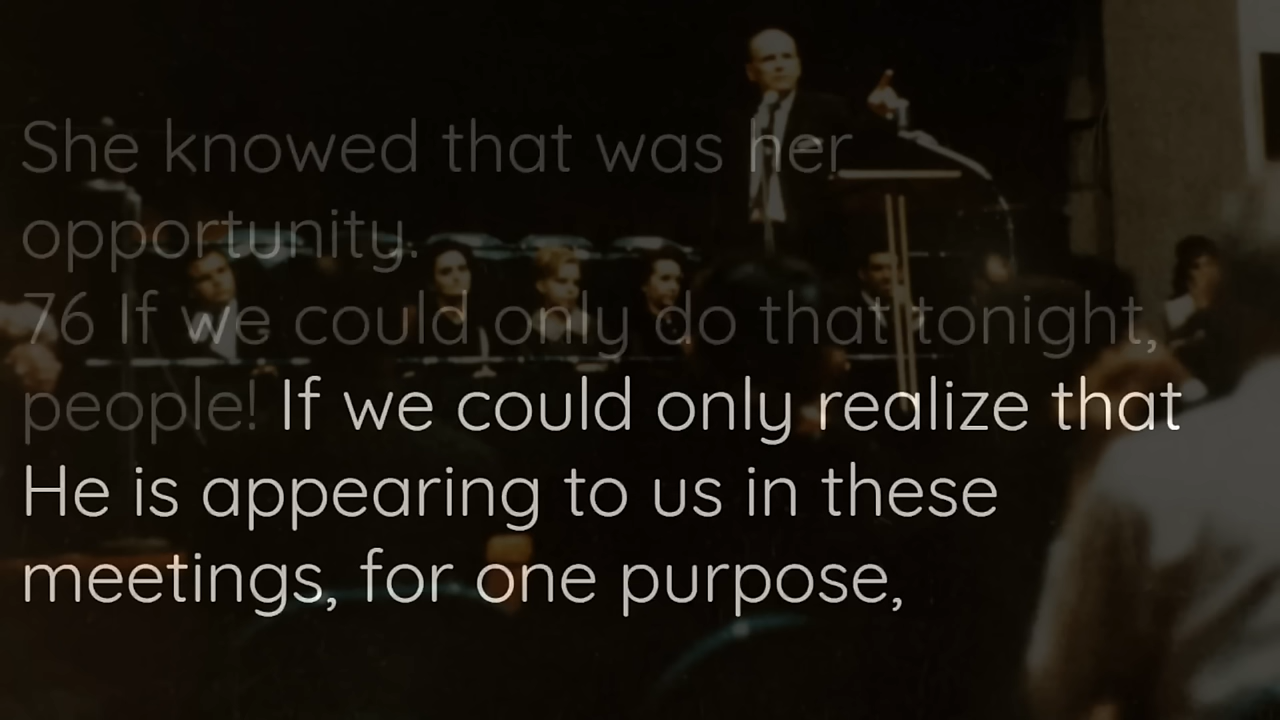 She knowed that was her
opportunity.
76 If we could only do that tonight,
people! If we could only realize that
He is appearing to us in these
meetings, for one purpose,